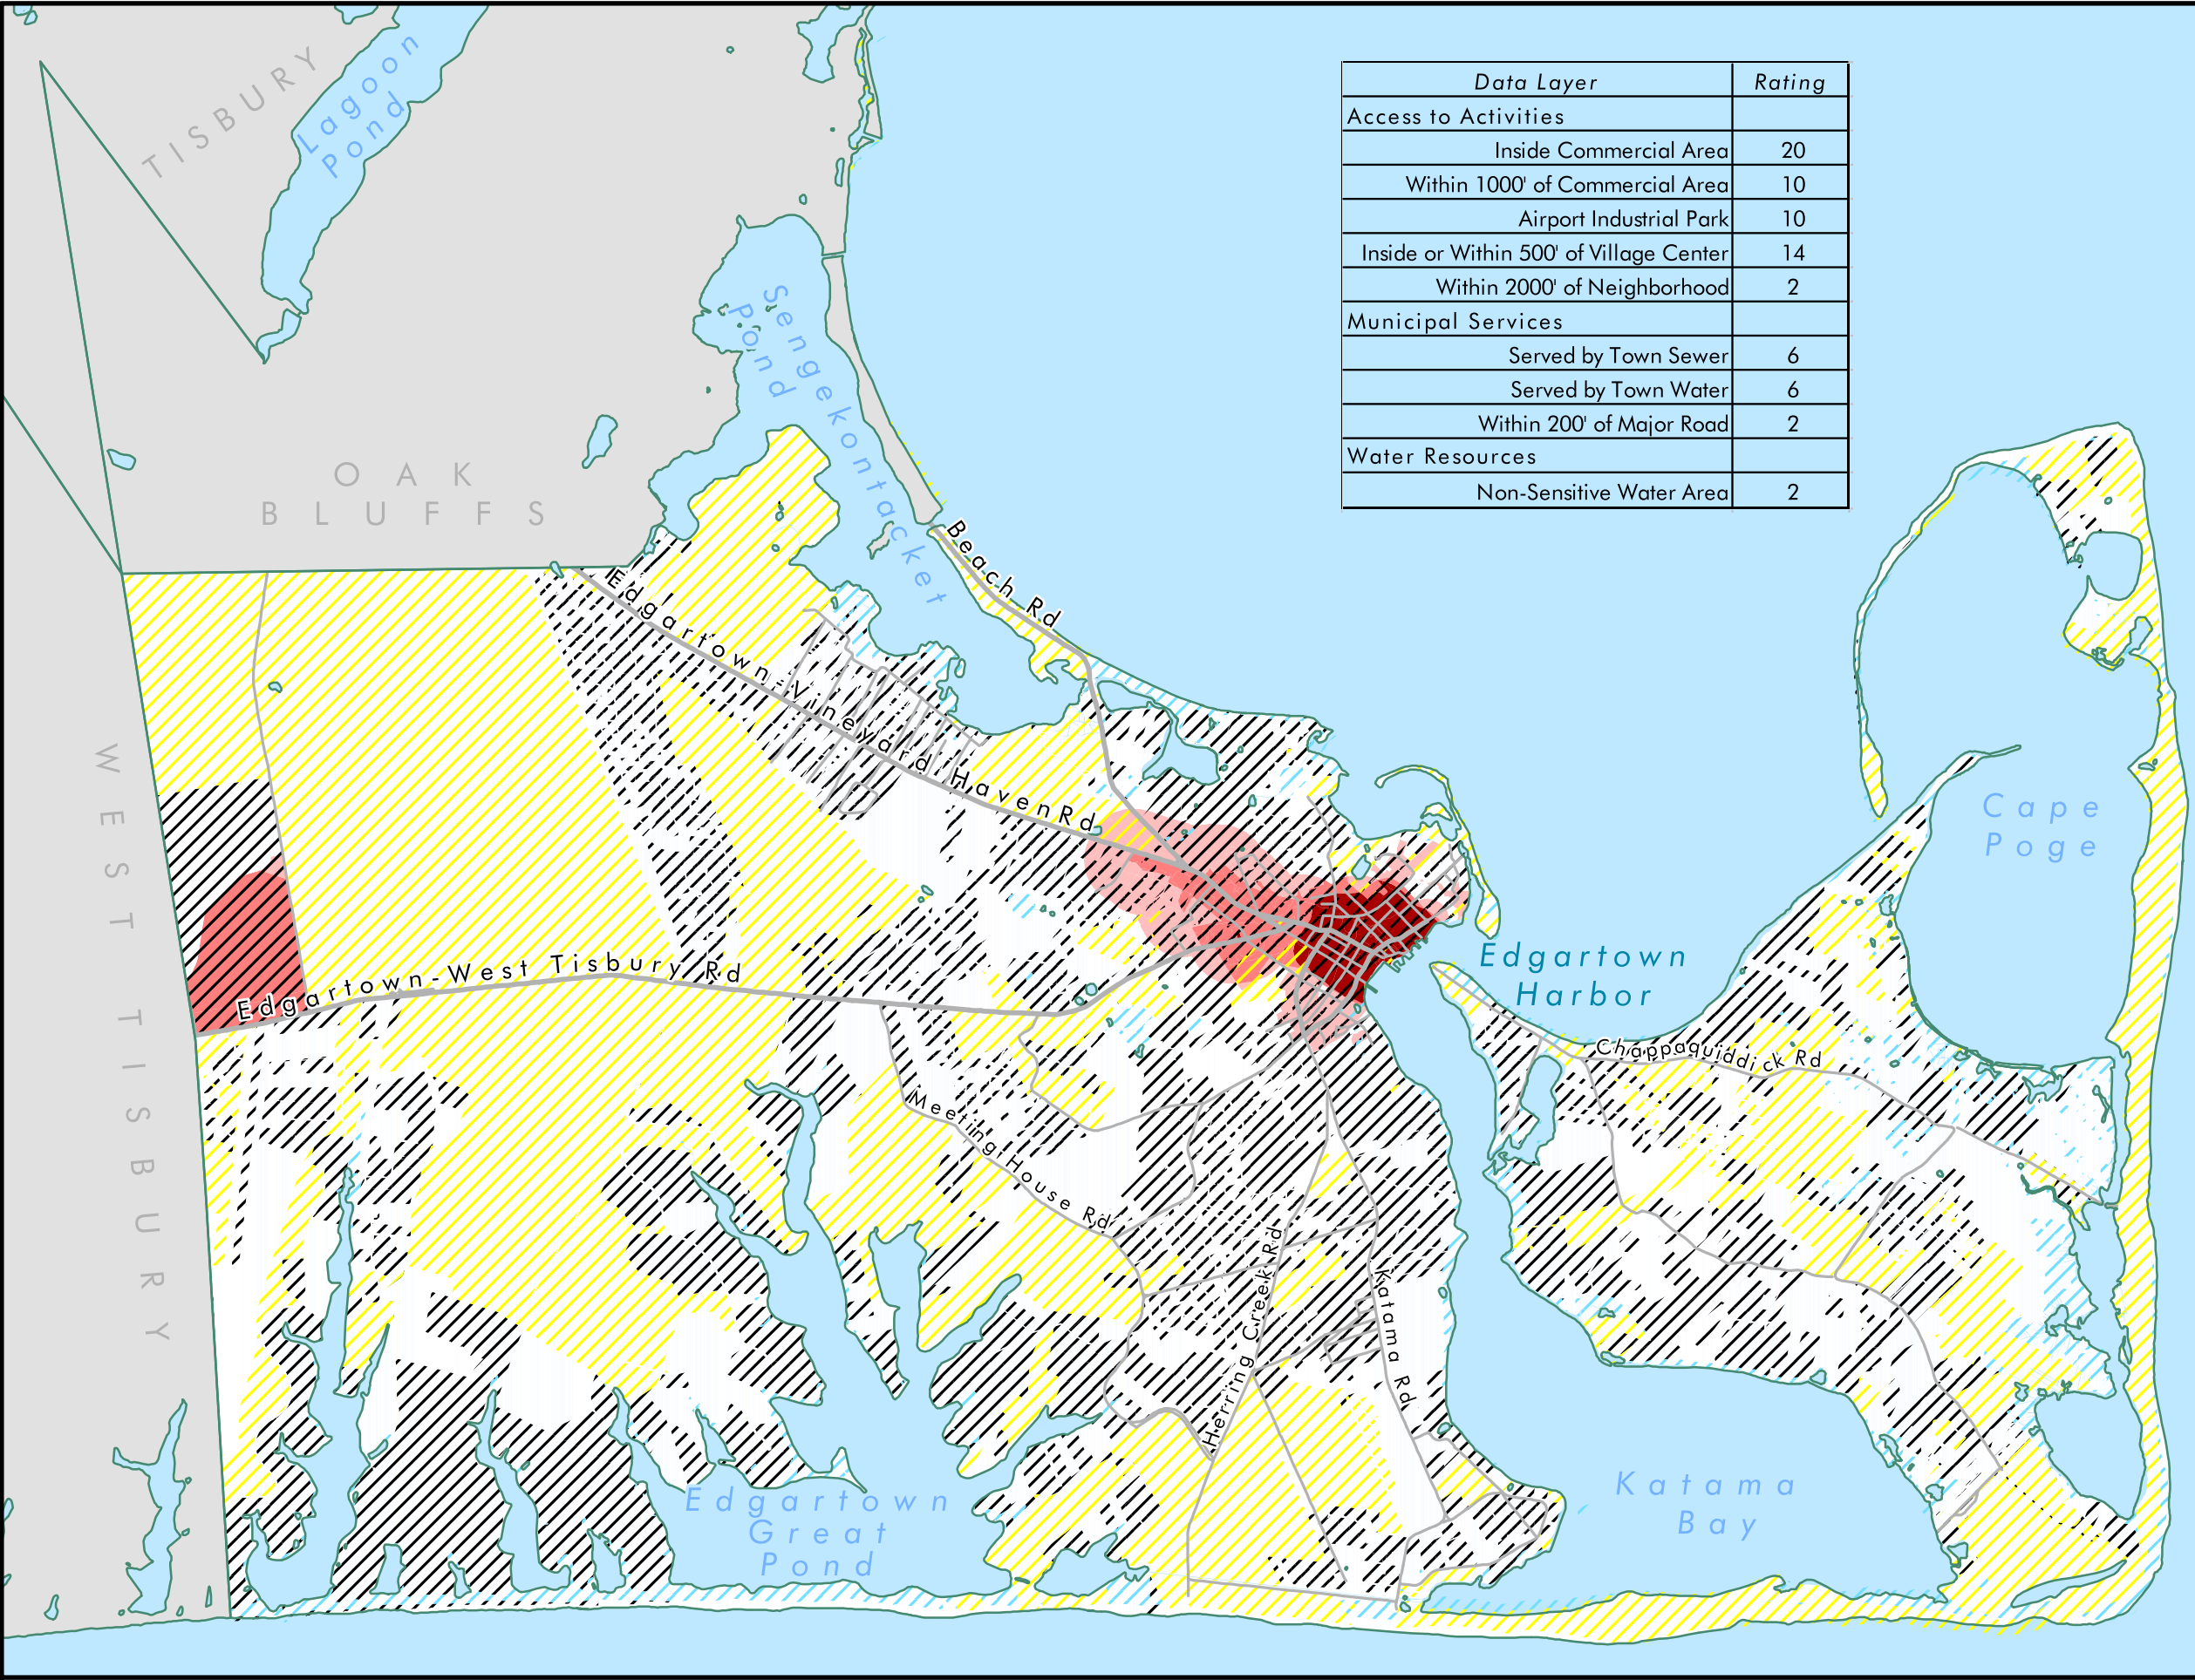 TISBURY
Lagoon
Pond
Data Layer Rating
Access to Activities
Inside Commercial Area 20
Within 1000' of Commercial Area 10
Airport Industrial Park 10
Inside or Within 500' of Village Center 14
Within 2000' of Neighborhood 2
Municipal Services
Served by Town Sewer 6
Served by Town Water 6
Within 200' of Major Road 2
Water Resources
Non-Sensitive Water Area 2
Sengekontacket
Pond
OAK
BLUFFS
Beach Rd
Edgartown-Vineyard Haven Rd
WEST TISBURY
Cape
Poge
Edgartown-West Tisbury Rd
Edgartown
Harbor
Chappaquiddick Rd
Meeting House Rd
Herring Creek Rd
Katama Rd
Edgartown
Great
Pond
Katama
Bay